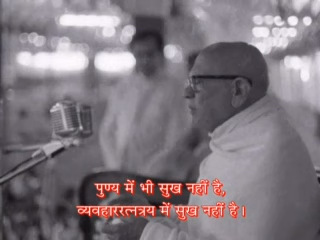 पुण्य में भी सुख नहीं है,
व्यवहाररत्नत्रय में सुख नहीं है।